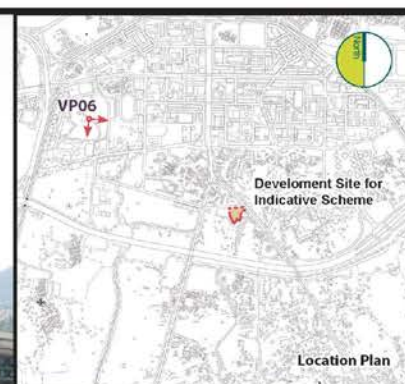 North
VP06
Develoment Site for
Indicative Scheme
Location Plan